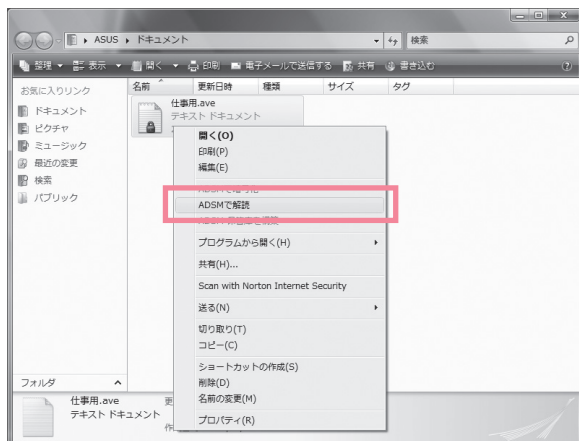 ASUS ▸ ドキュメント
検索
整理 表示 開く 印刷 電子メールで送信する 共有 書き込む
お気に入りリンク
ドキュメント
ピクチャ
ミュージック
最近の変更
検索
パブリック
フォルダ
名前 更新日時 種類 サイズ タグ
仕事用.ave
テキスト ドキュメント
開く(O)
印刷(P)
編集(E)
ADSMで解読
プログラムから開く(H)
共有(H)...
Scan with Norton Internet Security
送る(N)
切り取り(T)
コピー(C)
ショートカットの作成(S)
削除(D)
名前の変更(M)
プロパティ(R)
仕事用.ave
テキスト ドキュメント
更
作